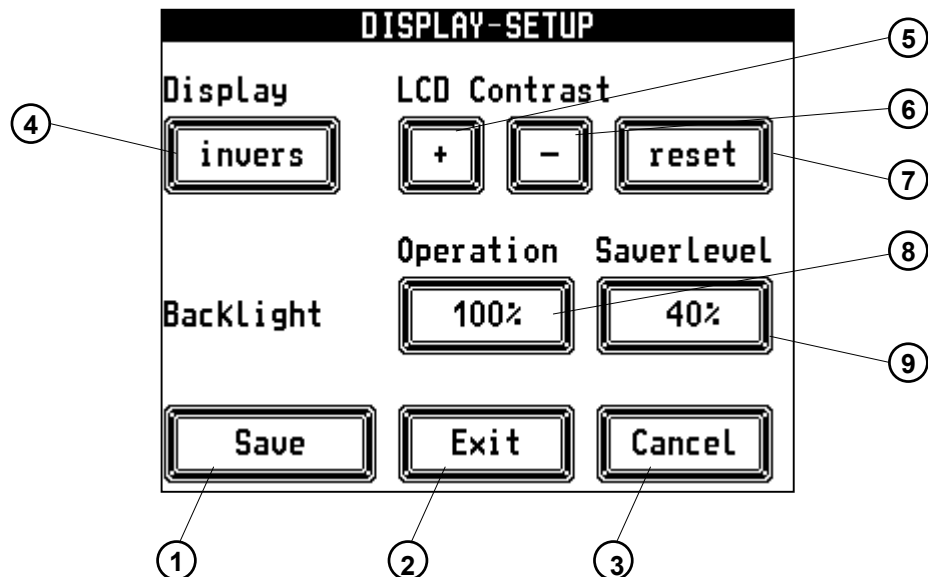 DISPLAY-SETUP
5
Display LCD Contrast
6
4
invers + - reset
7
Operation Saverlevel
8
Backlight 100% 40%
9
Save Exit Cancel
1 2 3